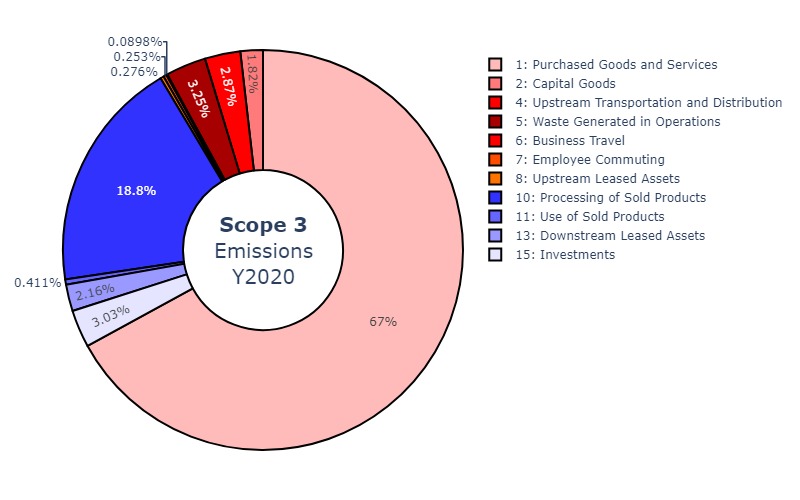 0.0898%
0.253%
0.276%
3.25%
2.87%
1.82%
18.8%
0.411%
2.16%
3.03%
67%
Scope 3
Emissions
Y2020
1: Purchased Goods and Services
2: Capital Goods
4: Upstream Transportation and Distribution
5: Waste Generated in Operations
6: Business Travel
7: Employee Commuting
8: Upstream Leased Assets
10: Processing of Sold Products
11: Use of Sold Products
13: Downstream Leased Assets
15: Investments